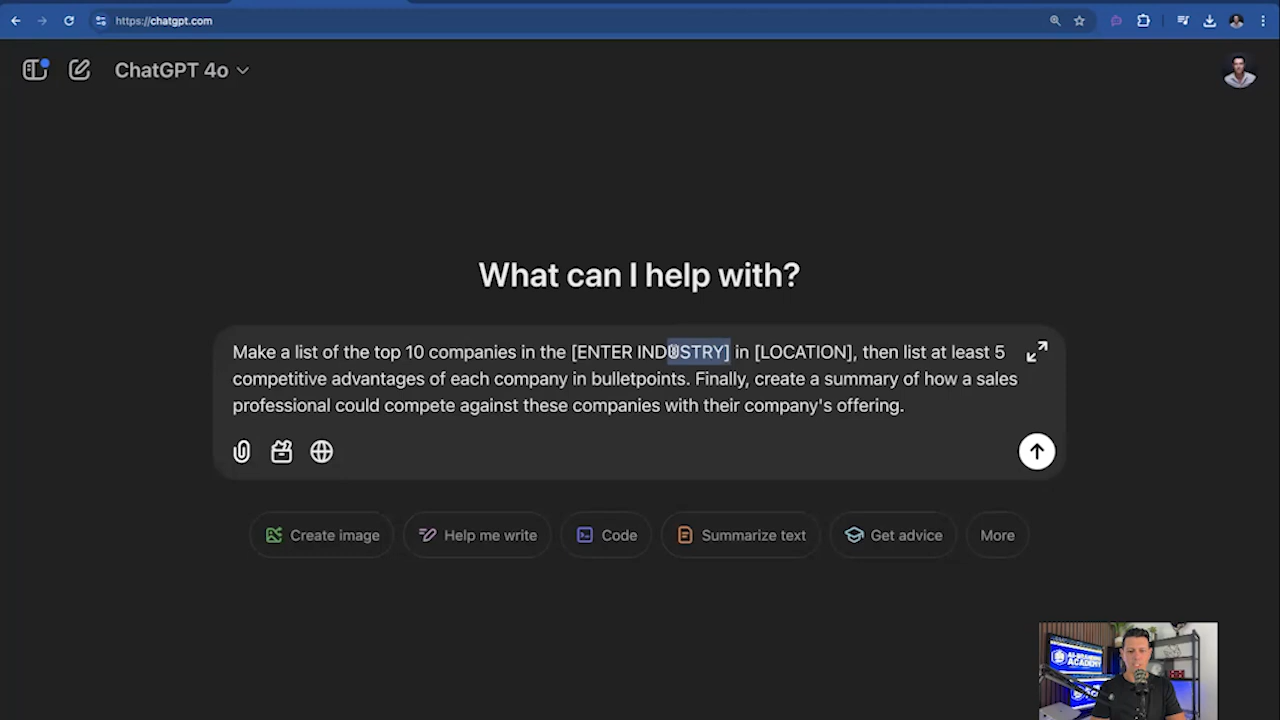 https://chatgpt.com
ChatGPT 4o
What can I help with?
Make a list of the top 10 companies in the [ENTER INDUSTRY] in [LOCATION], then list at least 5
competitive advantages of each company in bulletpoints. Finally, create a summary of how a sales
professional could compete against these companies with their company's offering.
Create image
Help me write
Code
Summarize text
Get advice
More
ACADEMY